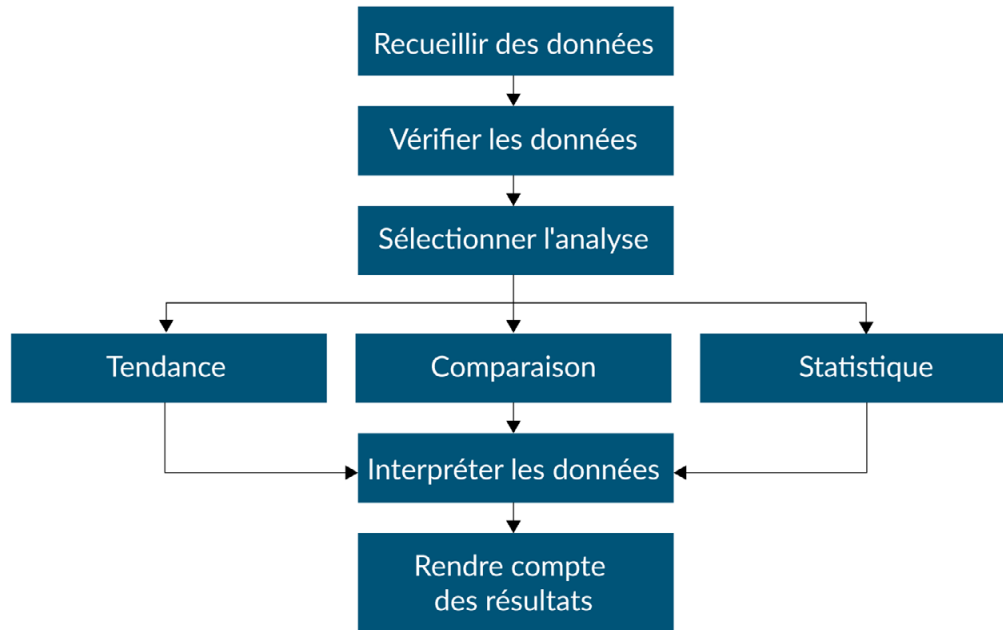 Recueillir des données
Vérifier les données
Sélectionner l'analyse
Tendance
Comparaison
Statistique
Interpréter les données
Rendre compte
des résultats